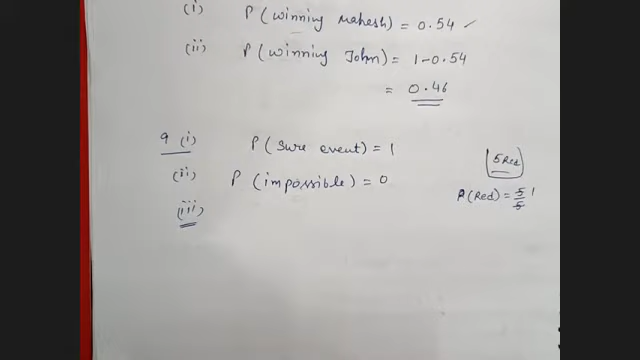 (i) P(winning Mahesh) = 0.54 ✓
(ii) P(winning John) = 1-0.54
= 0.46
9 (i) P(sure event) = 1
(ii) P(impossible) = 0
(iii)
5 Red
P(Red) = 5/5 1